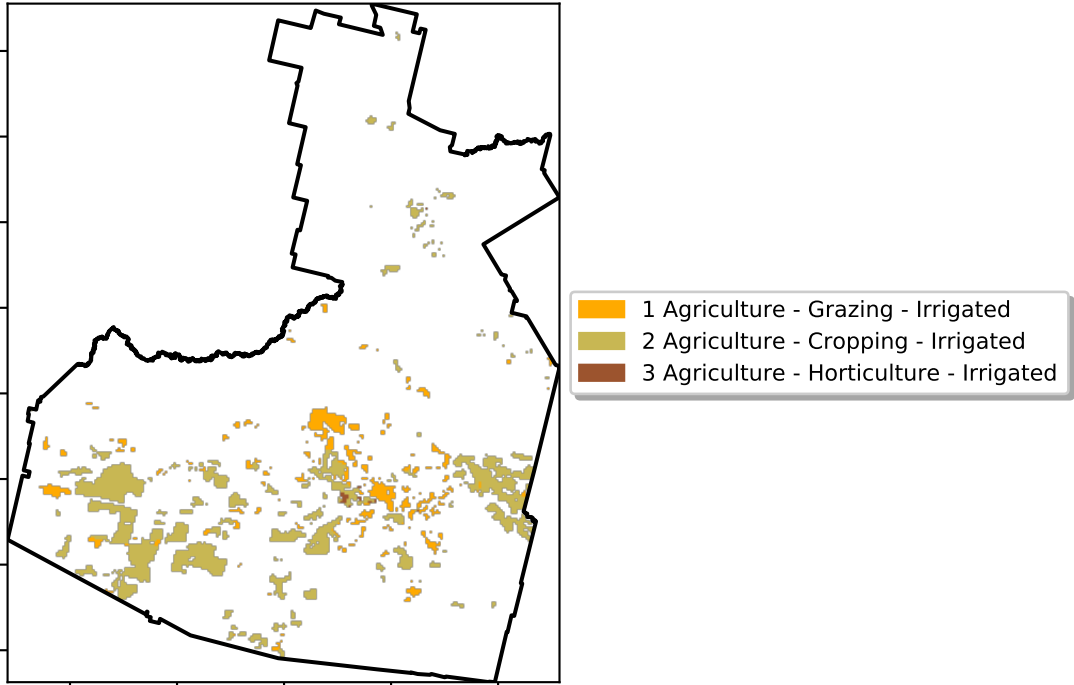 1 Agriculture - Grazing - Irrigated
2 Agriculture - Cropping - Irrigated
3 Agriculture - Horticulture - Irrigated